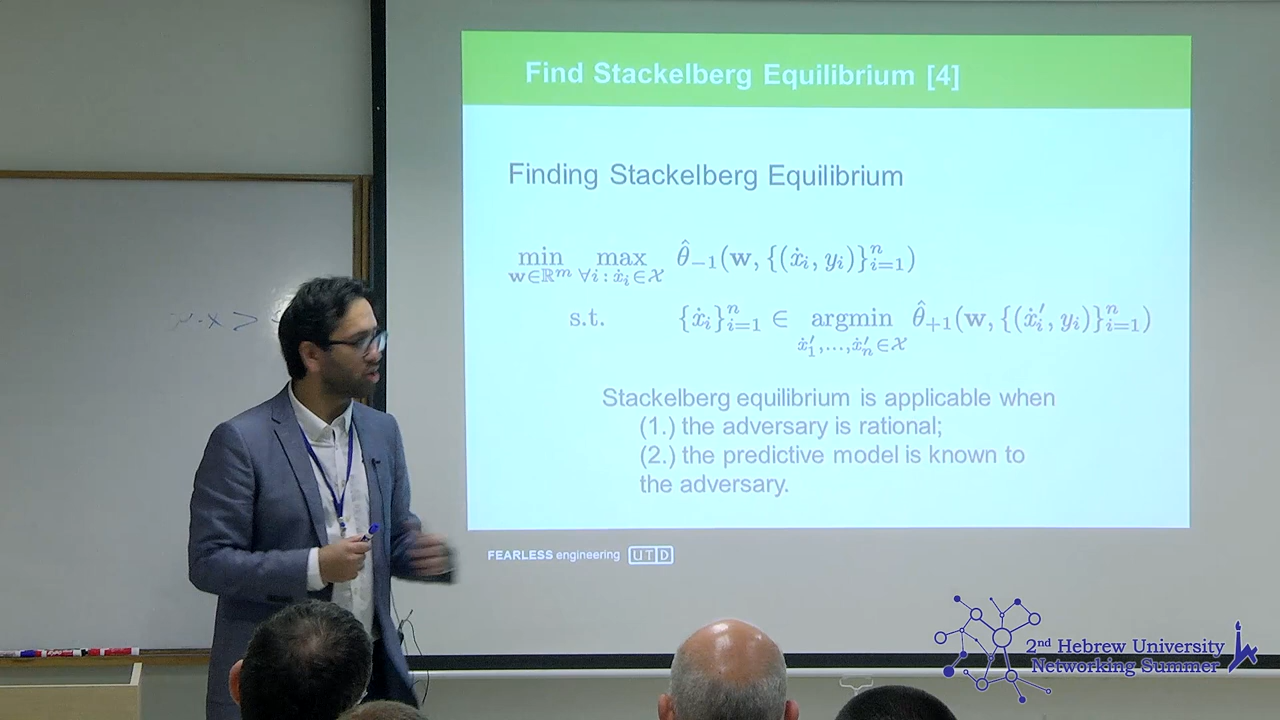 Find Stackelberg Equilibrium [4]
Finding Stackelberg Equilibrium
min max θ̂₋₁(w, {(ẋᵢ, yᵢ)}ⁿᵢ₌₁)
w∈ℝᵐ ∀i : ẋᵢ∈𝒳
s.t. {ẋᵢ}ⁿᵢ₌₁ ∈ argmin θ̂₊₁(w, {(ẋ′ᵢ, yᵢ)}ⁿᵢ₌₁)
ẋ′₁,...,ẋ′ₙ∈𝒳
Stackelberg equilibrium is applicable when
(1.) the adversary is rational;
(2.) the predictive model is known to
the adversary.
FEARLESS engineering UTD
2nd Hebrew University
Networking Summer